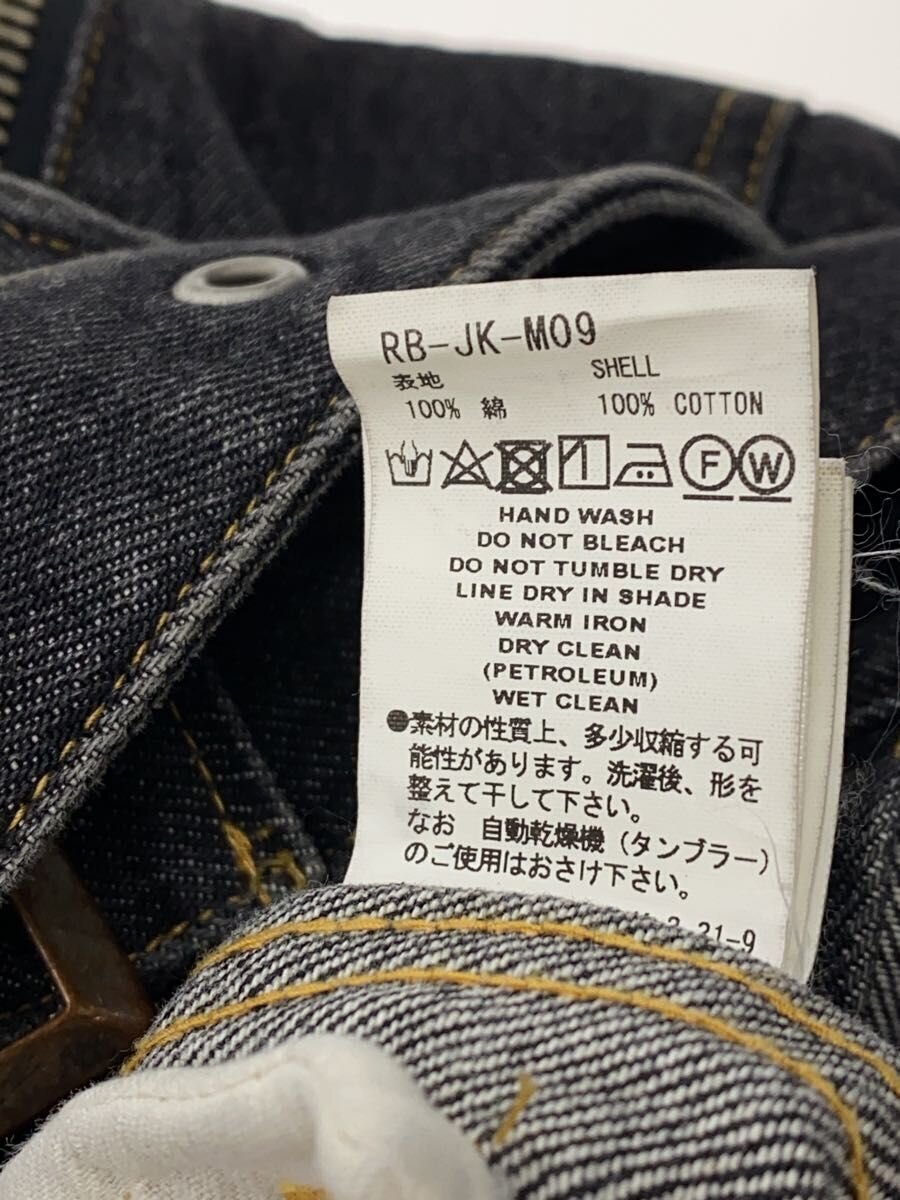 RB-JK-M09
表地 SHELL
100% 綿 100% COTTON
F W
HAND WASH
DO NOT BLEACH
DO NOT TUMBLE DRY
LINE DRY IN SHADE
WARM IRON
DRY CLEAN
(PETROLEUM)
WET CLEAN
●素材の性質上、多少収縮する可
能性があります。洗濯後、形を
整えて干して下さい。
なお 自動乾燥機(タンブラー)
のご使用はおさけ下さい。
21-9